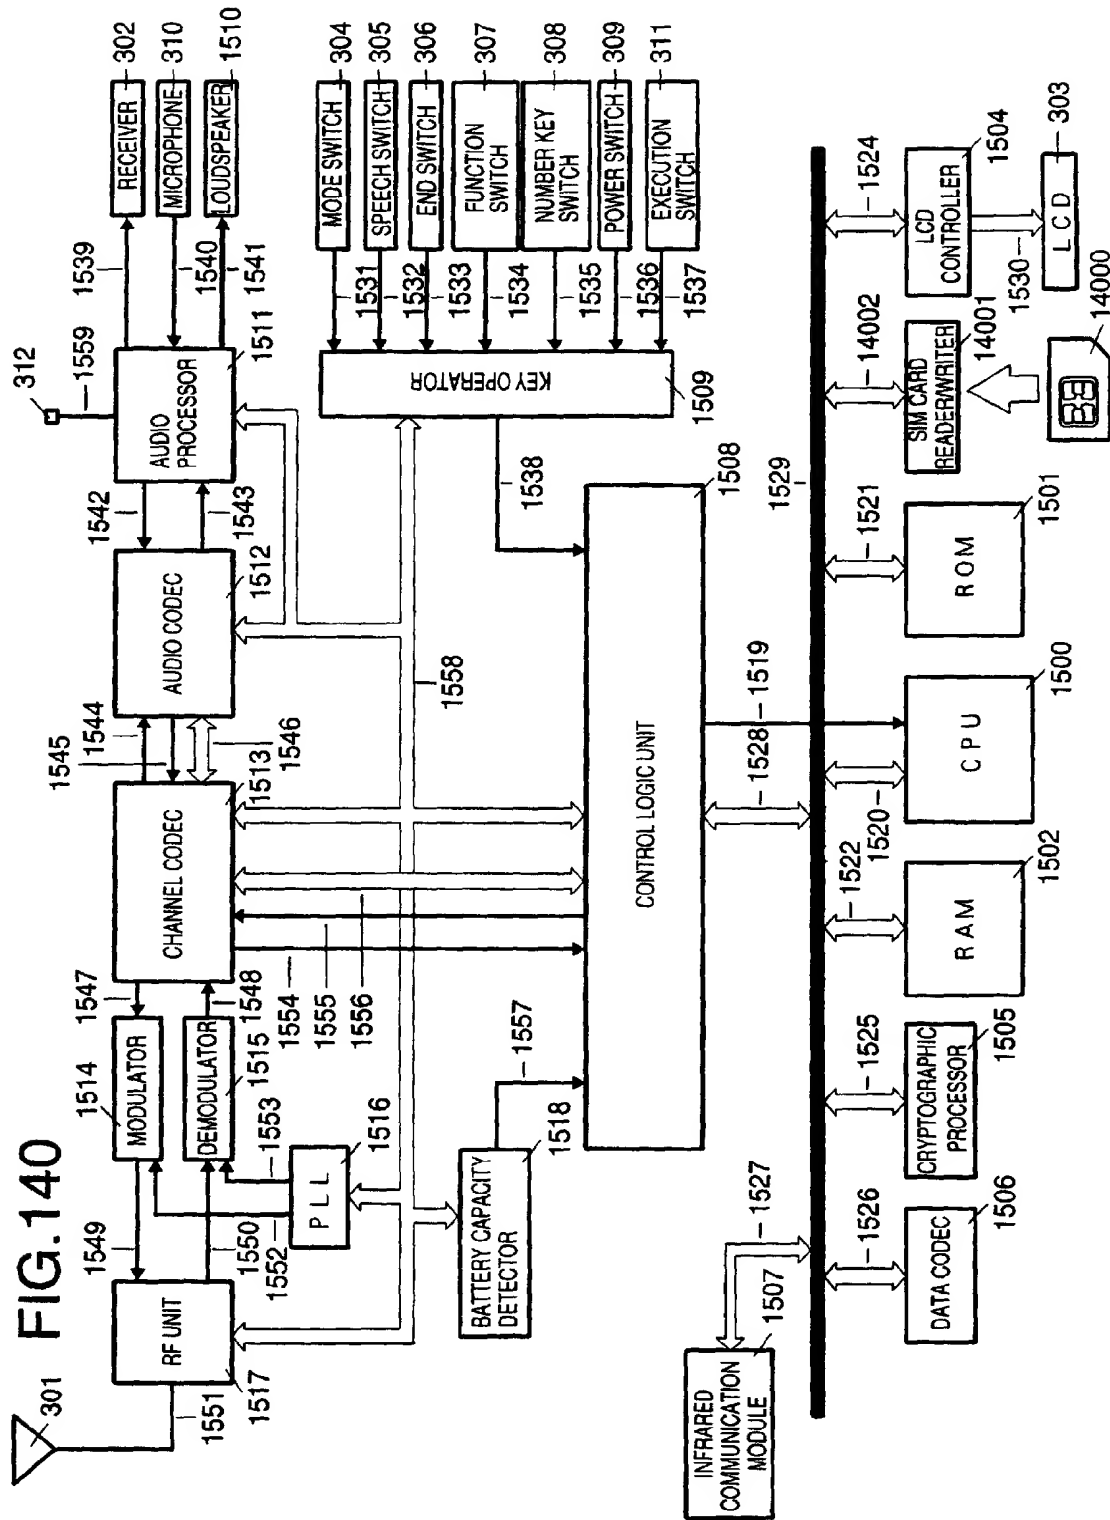 FIG.140
301
RF UNIT
1517
1551
1549
1550
1552
1553
1514
MODULATOR
DEMODULATOR
1515
1547
1548
PLL
1516
CHANNEL CODEC
1513
1545
1544
1546
AUDIO CODEC
1512
1542
1543
AUDIO
PROCESSOR
1511
312
1559
1539
1540
1541
RECEIVER
302
MICROPHONE
310
LOUDSPEAKER
1510
MODE SWITCH
304
SPEECH SWITCH
305
END SWITCH
306
FUNCTION
SWITCH
307
NUMBER KEY
SWITCH
308
POWER SWITCH
309
EXECUTION
SWITCH
311
1531
1532
1533
1534
1535
1536
1537
KEY OPERATOR
1509
1538
1554
1555
1556
1558
1557
BATTERY CAPACITY
DETECTOR
1518
CONTROL LOGIC UNIT
1508
1528
1519
1529
INFRARED
COMMUNICATION
MODULE
1507
1527
1526
DATA CODEC
1506
1525
CRYPTOGRAPHIC
PROCESSOR
1505
1522
RAM
1502
1520
CPU
1500
1521
ROM
1501
14002
SIM CARD
READER/WRITER
14001
14000
1524
LCD
CONTROLLER
1504
1530
LCD
303